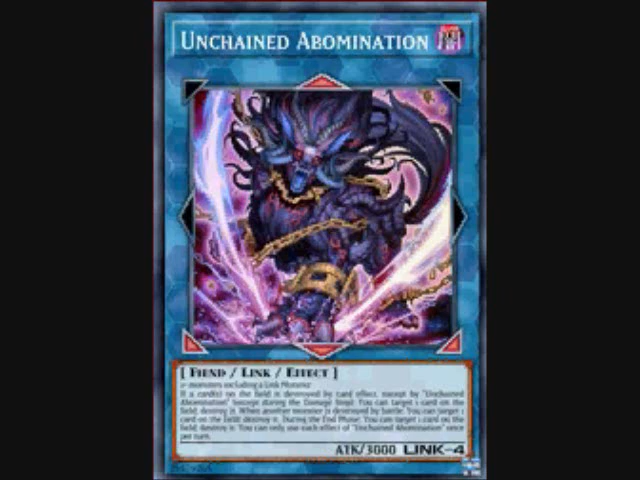 UNCHAINED ABOMINATION
[ FIEND / LINK / EFFECT ]
2+ monsters including a Link Monster
If a card(s) on the field is destroyed by card effect, except by "Unchained
Abomination" (except during the Damage Step): You can target 1 card on the
field; destroy it. When another monster is destroyed by battle: You can target 1
card on the field; destroy it. During the End Phase: You can target 1 card on the
field; destroy it. You can only use each effect of "Unchained Abomination" once
per turn.
ATK/3000 LINK-4